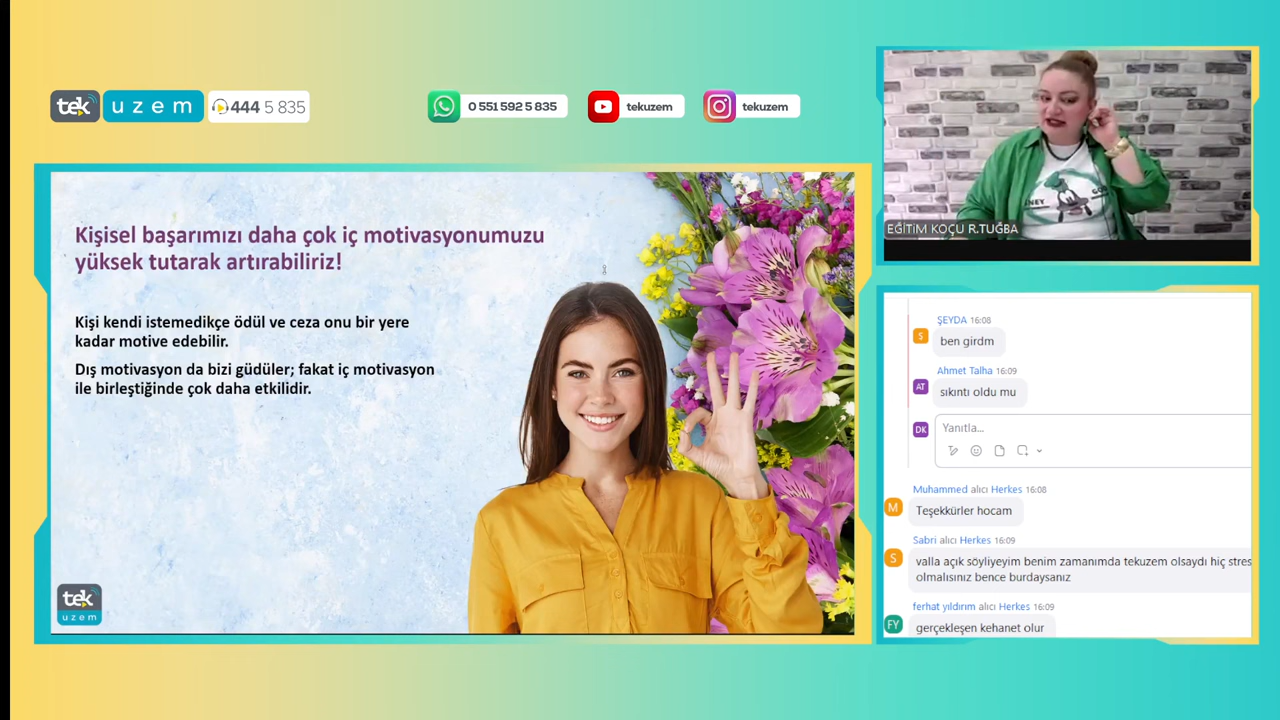 tek
uzem
444 5 835
0 551 592 5 835
tekuzem
tekuzem
Kişisel başarımızı daha çok iç motivasyonumuzu
yüksek tutarak artırabiliriz!
Kişi kendi istemedikçe ödül ve ceza onu bir yere
kadar motive edebilir.
Dış motivasyon da bizi güdüler; fakat iç motivasyon
ile birleştiğinde çok daha etkilidir.
tek
uzem
EĞİTİM KOÇU R.TUĞBA
ŞEYDA 16:08
S
ben girdm
Ahmet Talha 16:09
AT
sıkıntı oldu mu
DK
Yanıtla...
Muhammed alıcı Herkes 16:08
M
Teşekkürler hocam
Sabri alıcı Herkes 16:09
S
valla açık söyliyeyim benim zamanımda tekuzem olsaydı hiç stres
olmalısınız bence burdaysanız
ferhat yıldırım alıcı Herkes 16:09
FY
gerçekleşen kehanet olur